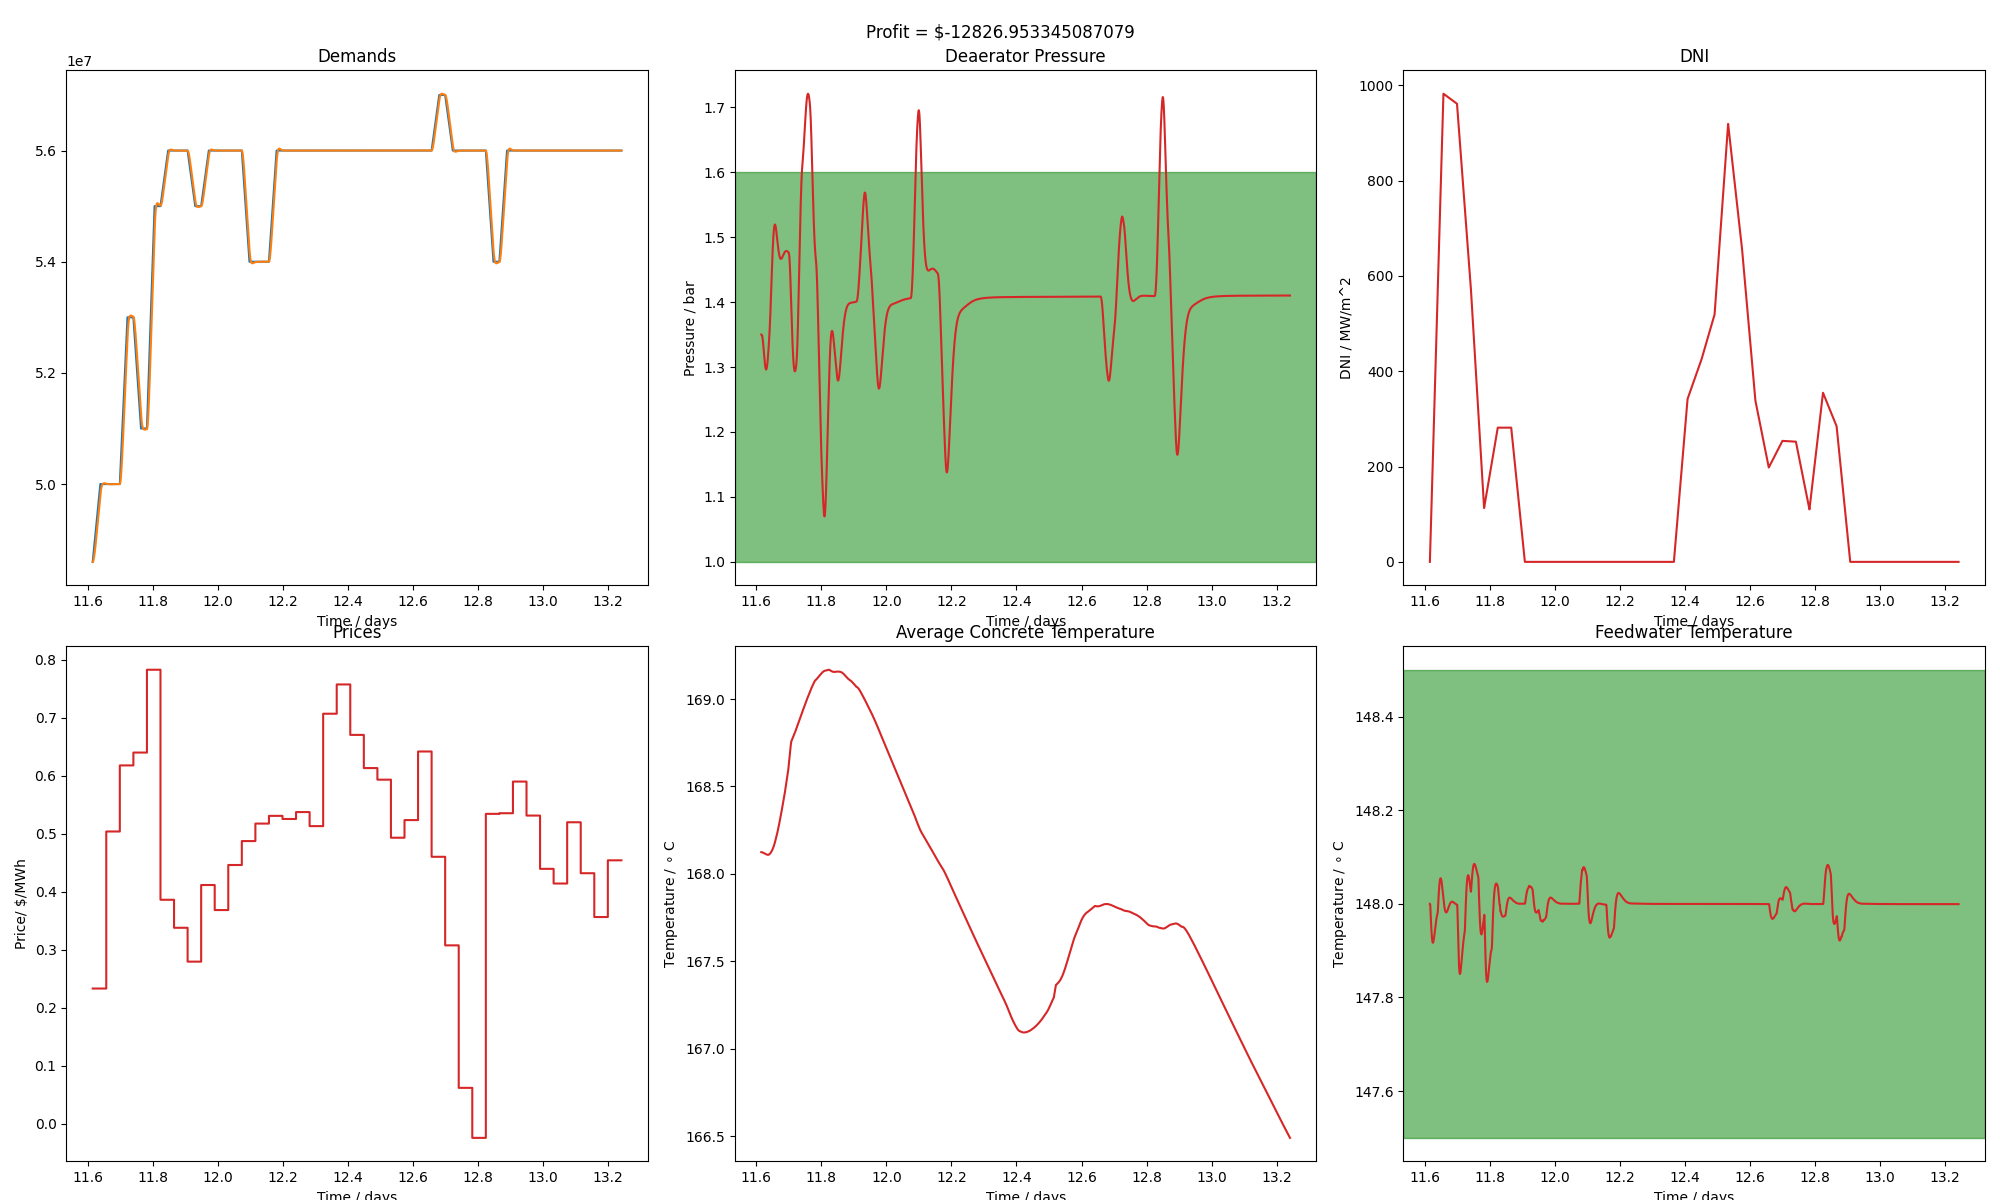 Profit = $-12826.953345087079
Demands
1e7
5.6
5.4
5.2
5.0
11.6 11.8 12.0 12.2 12.4 12.6 12.8 13.0 13.2
Time / days
Deaerator Pressure
Pressure / bar
1.7
1.6
1.5
1.4
1.3
1.2
1.1
1.0
11.6 11.8 12.0 12.2 12.4 12.6 12.8 13.0 13.2
Time / days
DNI
DNI / MW/m^2
1000
800
600
400
200
0
11.6 11.8 12.0 12.2 12.4 12.6 12.8 13.0 13.2
Time / days
Prices
Price/ $/MWh
0.8
0.7
0.6
0.5
0.4
0.3
0.2
0.1
0.0
11.6 11.8 12.0 12.2 12.4 12.6 12.8 13.0 13.2
Time / days
Average Concrete Temperature
Temperature / ∘ C
169.0
168.5
168.0
167.5
167.0
166.5
11.6 11.8 12.0 12.2 12.4 12.6 12.8 13.0 13.2
Time / days
Feedwater Temperature
Temperature / ∘ C
148.4
148.2
148.0
147.8
147.6
11.6 11.8 12.0 12.2 12.4 12.6 12.8 13.0 13.2
Time / days